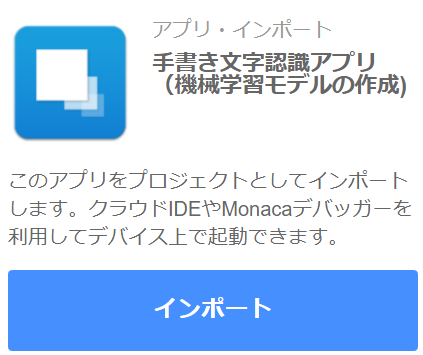 アプリ・インポート
手書き文字認識アプリ
（機械学習モデルの作成)
このアプリをプロジェクトとしてインポート
します。クラウドIDEやMonacaデバッガーを
利用してデバイス上で起動できます。
インポート